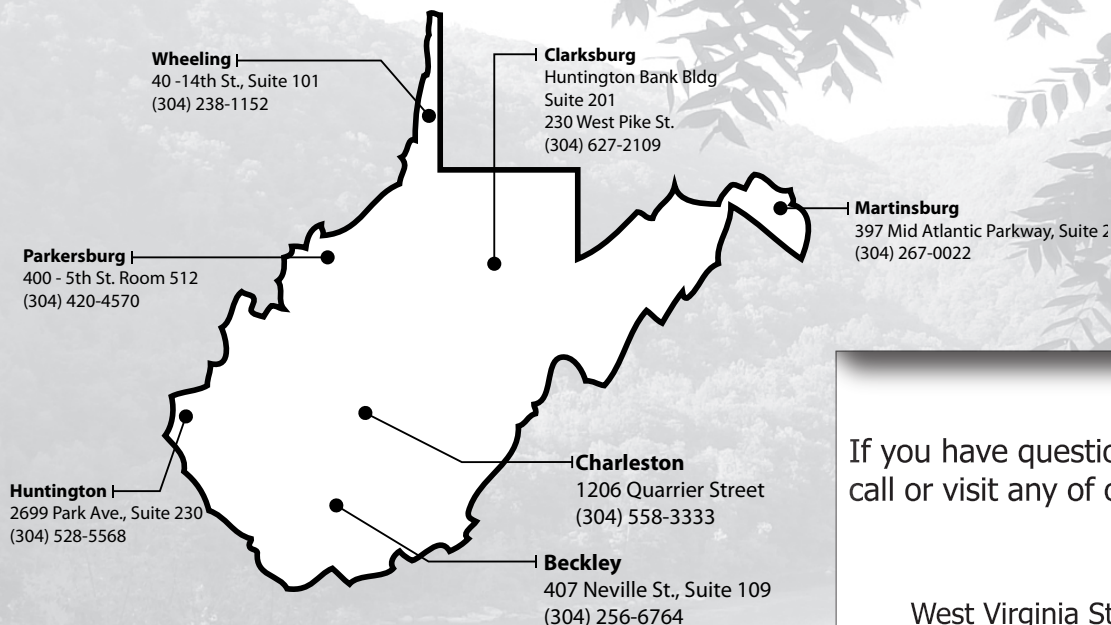 Wheeling
40 -14th St., Suite 101
(304) 238-1152
Clarksburg
Huntington Bank Bldg
Suite 201
230 West Pike St.
(304) 627-2109
Martinsburg
397 Mid Atlantic Parkway, Suite
(304) 267-0022
Parkersburg
400 - 5th St. Room 512
(304) 420-4570
Huntington
2699 Park Ave., Suite 230
(304) 528-5568
Charleston
1206 Quarrier Street
(304) 558-3333
Beckley
407 Neville St., Suite 109
(304) 256-6764
If you have
call or visit any of
West Virginia